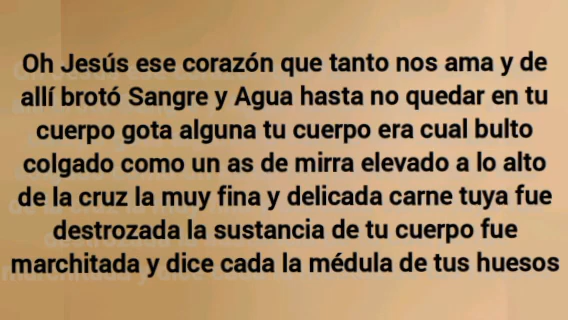 Oh Jesús ese corazón que tanto nos ama y de
allí brotó Sangre y Agua hasta no quedar en tu
cuerpo gota alguna tu cuerpo era cual bulto
colgado como un as de mirra elevado a lo alto
de la cruz la muy fina y delicada carne tuya fue
destrozada la sustancia de tu cuerpo fue
marchitada y dice cada la médula de tus huesos